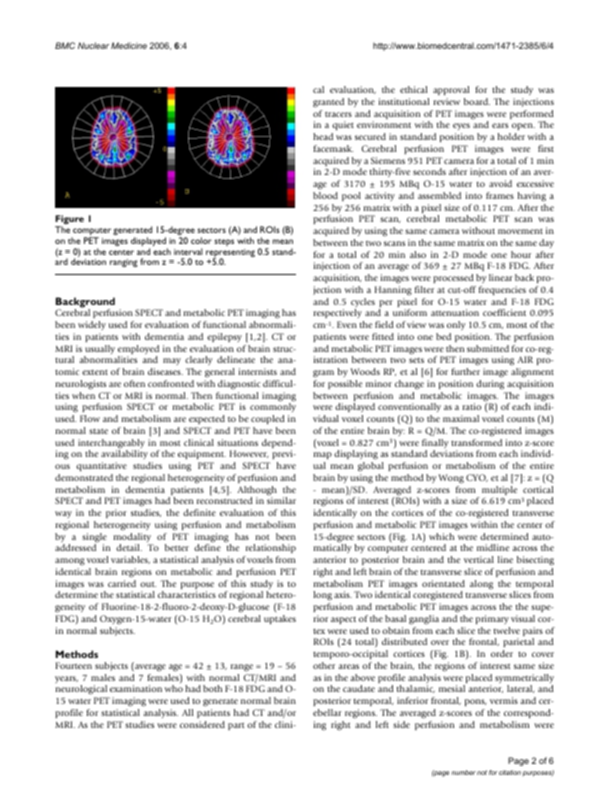 BMC Nuclear Medicine 2006, 6:4
http://www.biomedcentral.com/1471-2385/6/4
+5
-5
A
Figure 1
The computer generated 15-degree sectors (A) and ROIs (B)
on the PET images displayed in 20 color steps with the mean
(z = 0) at the center and each interval representing 0.5 stand-
ard deviation ranging from z = -5.0 to +5.0.
Background
Cerebral perfusion SPECT and metabolic PET imaging has
been widely used for evaluation of functional abnormali-
ties in patients with dementia and epilepsy [1,2]. CT or
MRI is usually employed in the evaluation of brain struc-
tural abnormalities and may clearly delineate the ana-
tomic extent of brain diseases. The general internists and
neurologists are often confronted with diagnostic difficul-
ties when CT or MRI is normal. Then functional imaging
using perfusion SPECT or metabolic PET is commonly
used. Flow and metabolism are expected to be coupled in
normal state of brain [3] and SPECT and PET have been
used interchangeably in most clinical situations depend-
ing on the availability of the equipment. However, previ-
ous quantitative studies using PET and SPECT have
demonstrated the regional heterogeneity of perfusion and
metabolism in dementia patients [4,5]. Although the
SPECT and PET images had been reconstructed in similar
way in the prior studies, the definite evaluation of this
regional heterogeneity using perfusion and metabolism
by a single modality of PET imaging has not been
addressed in detail. To better define the relationship
among voxel variables, a statistical analysis of voxels from
identical brain regions on metabolic and perfusion PET
images was carried out. The purpose of this study is to
determine the statistical characteristics of regional hetero-
geneity of Fluorine-18-2-fluoro-2-deoxy-D-glucose (F-18
FDG) and Oxygen-15-water (O-15 H2O) cerebral uptakes
in normal subjects.
Methods
Fourteen subjects (average age = 42 ± 13, range = 19 – 56
years, 7 males and 7 females) with normal CT/MRI and
neurological examination who had both F-18 FDG and O-
15 water PET imaging were used to generate normal brain
profile for statistical analysis. All patients had CT and/or
MRI. As the PET studies were considered part of the clini-
cal evaluation, the ethical approval for the study was
granted by the institutional review board. The injections
of tracers and acquisition of PET images were performed
in a quiet environment with the eyes and ears open. The
head was secured in standard position by a holder with a
facemask. Cerebral perfusion PET images were first
acquired by a Siemens 951 PET camera for a total of 1 min
in 2-D mode thirty-five seconds after injection of an aver-
age of 3170 ± 195 MBq O-15 water to avoid excessive
blood pool activity and assembled into frames having a
256 by 256 matrix with a pixel size of 0.117 cm. After the
perfusion PET scan, cerebral metabolic PET scan was
acquired by using the same camera without movement in
between the two scans in the same matrix on the same day
for a total of 20 min also in 2-D mode one hour after
injection of an average of 369 ± 27 MBq F-18 FDG. After
acquisition, the images were processed by linear back pro-
jection with a Hanning filter at cut-off frequencies of 0.4
and 0.5 cycles per pixel for O-15 water and F-18 FDG
respectively and a uniform attenuation coefficient 0.095
cm-1. Even the field of view was only 10.5 cm, most of the
patients were fitted into one bed position. The perfusion
and metabolic PET images were then submitted for co-reg-
istration between two sets of PET images using AIR pro-
gram by Woods RP, et al [6] for further image alignment
for possible minor change in position during acquisition
between perfusion and metabolic images. The images
were displayed conventionally as a ratio (R) of each indi-
vidual voxel counts (Q) to the maximal voxel counts (M)
of the entire brain by: R = Q/M. The co-registered images
(voxel = 0.827 cm3) were finally transformed into z-score
map displaying as standard deviations from each individ-
ual mean global perfusion or metabolism of the entire
brain by using the method by Wong CYO, et al [7]: z = (Q
- mean)/SD. Averaged z-scores from multiple cortical
regions of interest (ROIs) with a size of 6.619 cm3 placed
identically on the cortices of the co-registered transverse
perfusion and metabolic PET images within the center of
15-degree sectors (Fig. 1A) which were determined auto-
matically by computer centered at the midline across the
anterior to posterior brain and the vertical line bisecting
right and left brain of the transverse slice of perfusion and
metabolism PET images orientated along the temporal
long axis. Two identical coregistered transverse slices from
perfusion and metabolic PET images across the the supe-
rior aspect of the basal ganglia and the primary visual cor-
tex were used to obtain from each slice the twelve pairs of
ROIs (24 total) distributed over the frontal, parietal and
temporo-occipital cortices (Fig. 1B). In order to cover
other areas of the brain, the regions of interest same size
as in the above profile analysis were placed symmetrically
on the caudate and thalamic, mesial anterior, lateral, and
posterior temporal, inferior frontal, pons, vermis and cer-
ebellar regions. The averaged z-scores of the correspond-
ing right and left side perfusion and metabolism were
Page 2 of 6
(page number not for citation purposes)